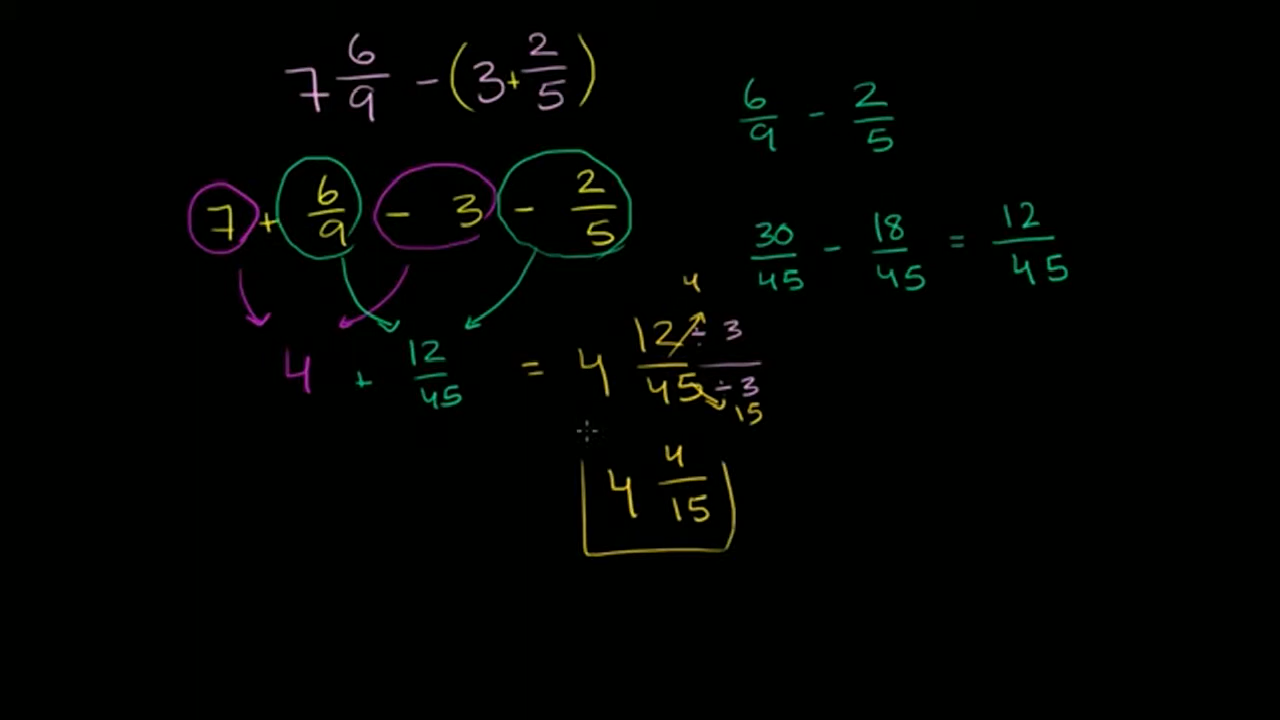 7 6/9 - (3 + 2/5)
6/9 - 2/5
7 + 6/9 - 3 - 2/5
30/45 - 18/45 = 12/45
4 + 12/45 = 4 12/45 ÷ 3/÷ 3
4
15
4 4/15